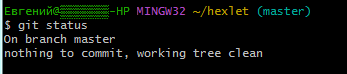 Евгений@▒▒▒▒▒▒▒-HP MINGW32 ~/hexlet (master)
$ git status
On branch master
nothing to commit, working tree clean